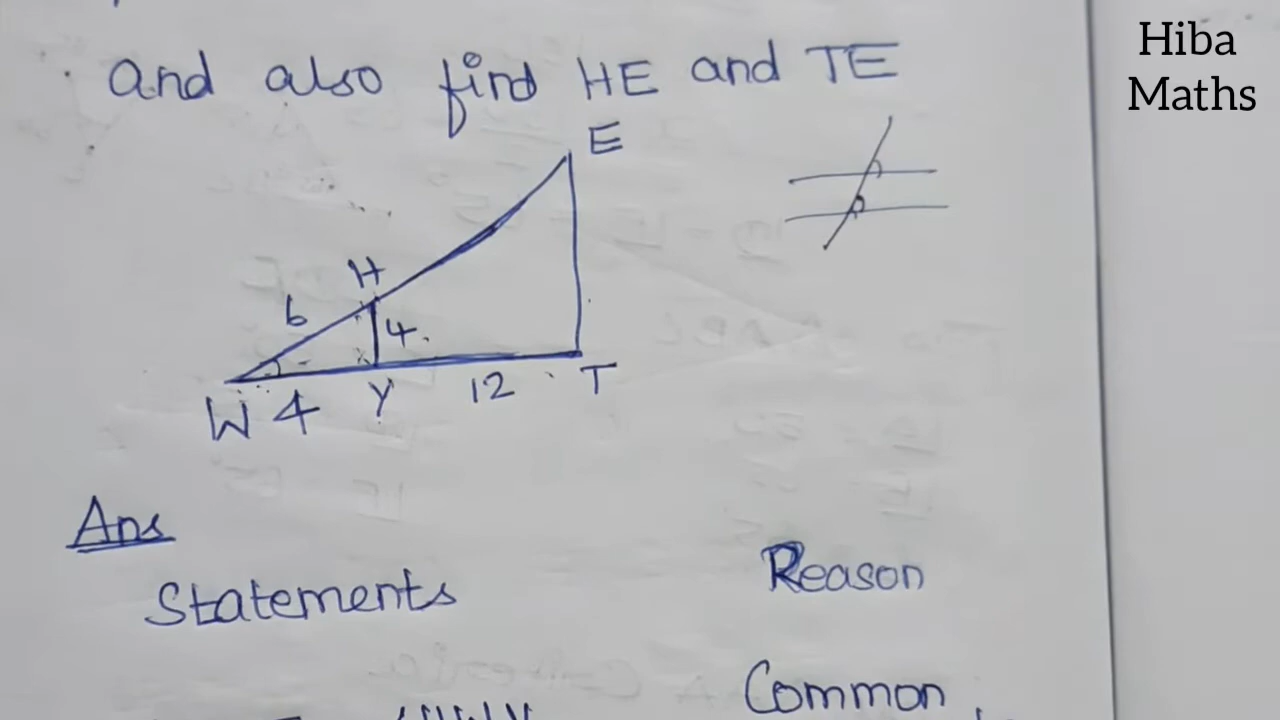 Hiba
Maths
and also find HE and TE
E
H
6
4.
W 4 Y 12 T
Ans
Statements Reason
Common